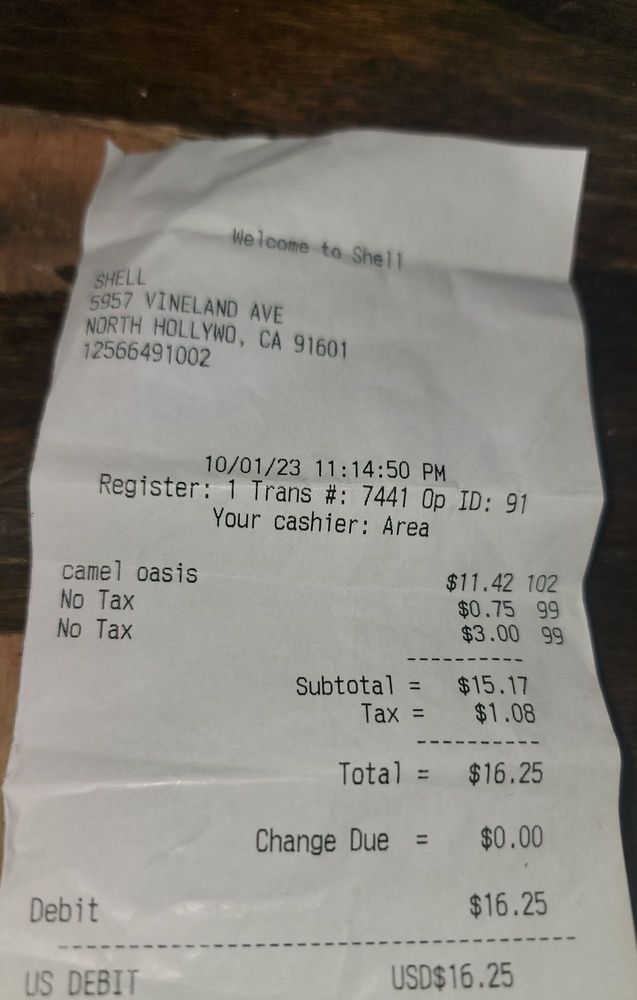 Welcome to Shell
SHELL
5957 VINELAND AVE
NORTH HOLLYWO, CA 91601
12566491002
10/01/23 11:14:50 PM
Register: 1 Trans #: 7441 Op ID: 91
Your cashier: Area
camel oasis $11.42 102
No Tax $0.75 99
No Tax $3.00 99
----------
Subtotal = $15.17
Tax = $1.08
----------
Total = $16.25
Change Due = $0.00
Debit $16.25
----------------------------------------
US DEBIT USD$16.25